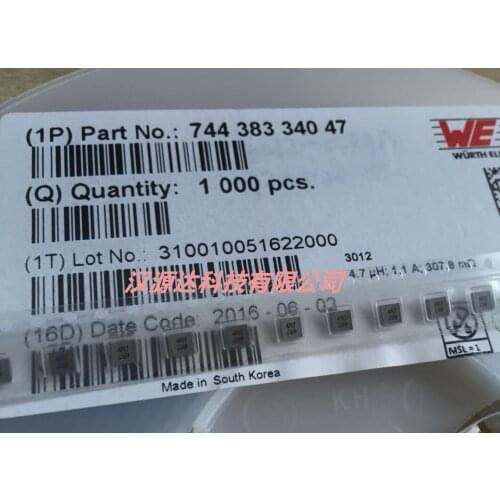 (1P) Part No.: 744 383 340 47
WE
WÜRTH EL
(Q) Quantity: 1 000 pcs.
(1T) Lot No.: 310010051622000
3012
4.7 µH; 1.1 A; 307.8 mΩ
汉源达科技有限公司
(16D) Date Code: 2016 - 06 - 03
MSL = 1
Made in South Korea
KH